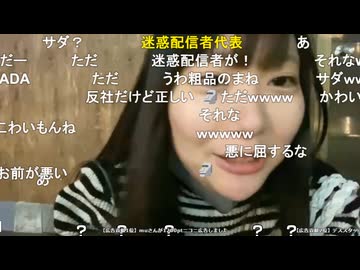 サダ？ 迷惑配信者代表 あ
だー ただ 迷惑配信者が！ それなw
ADA ただ うわ粗品のまね サダww
反社だけど正しい ただwwww かわい
それな
こわいもんね wwwww
悪に屈するな
お前が悪い
あ
？ ？ ？ ？ ？ ？